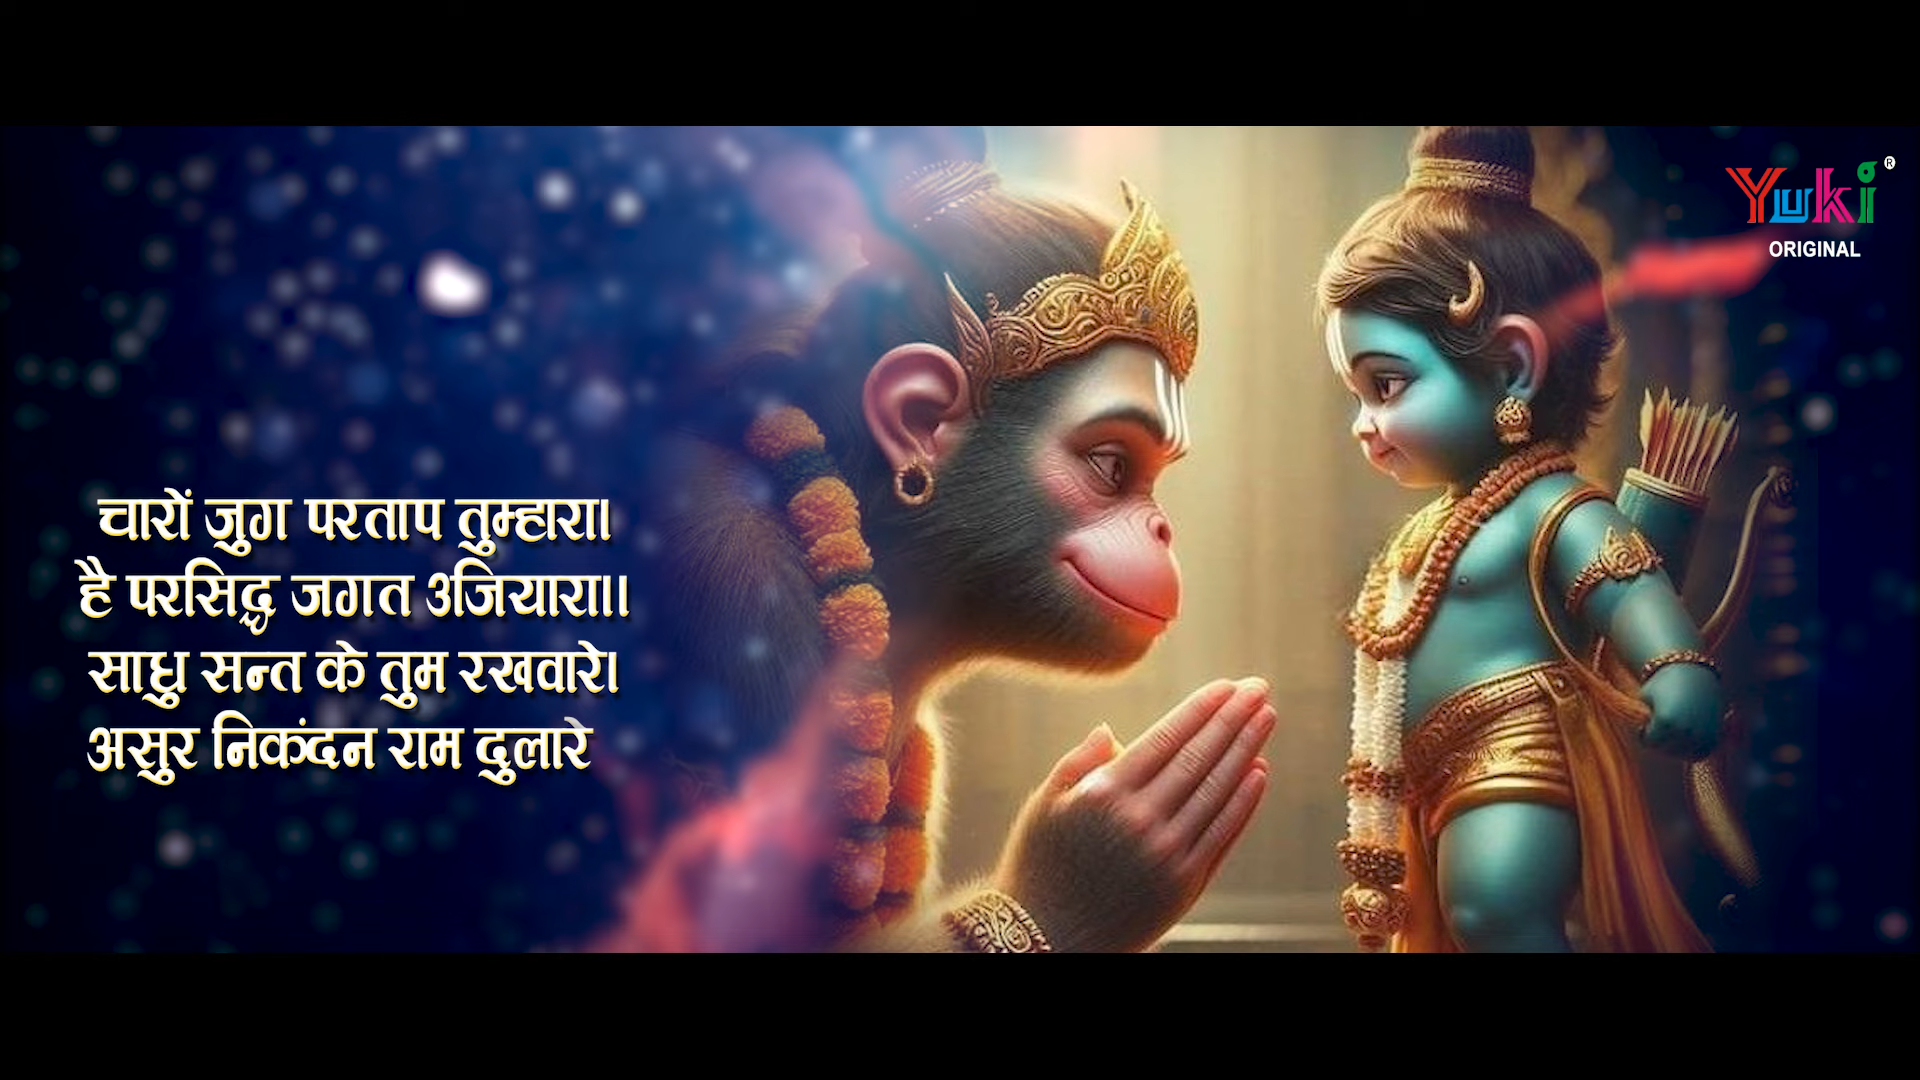 चारों जुग परताप तुम्हारा।
है परसिद्ध जगत उजियारा।।
साधु सन्त के तुम रखवारे।
असुर निकंदन राम दुलारे
Yuki®
ORIGINAL